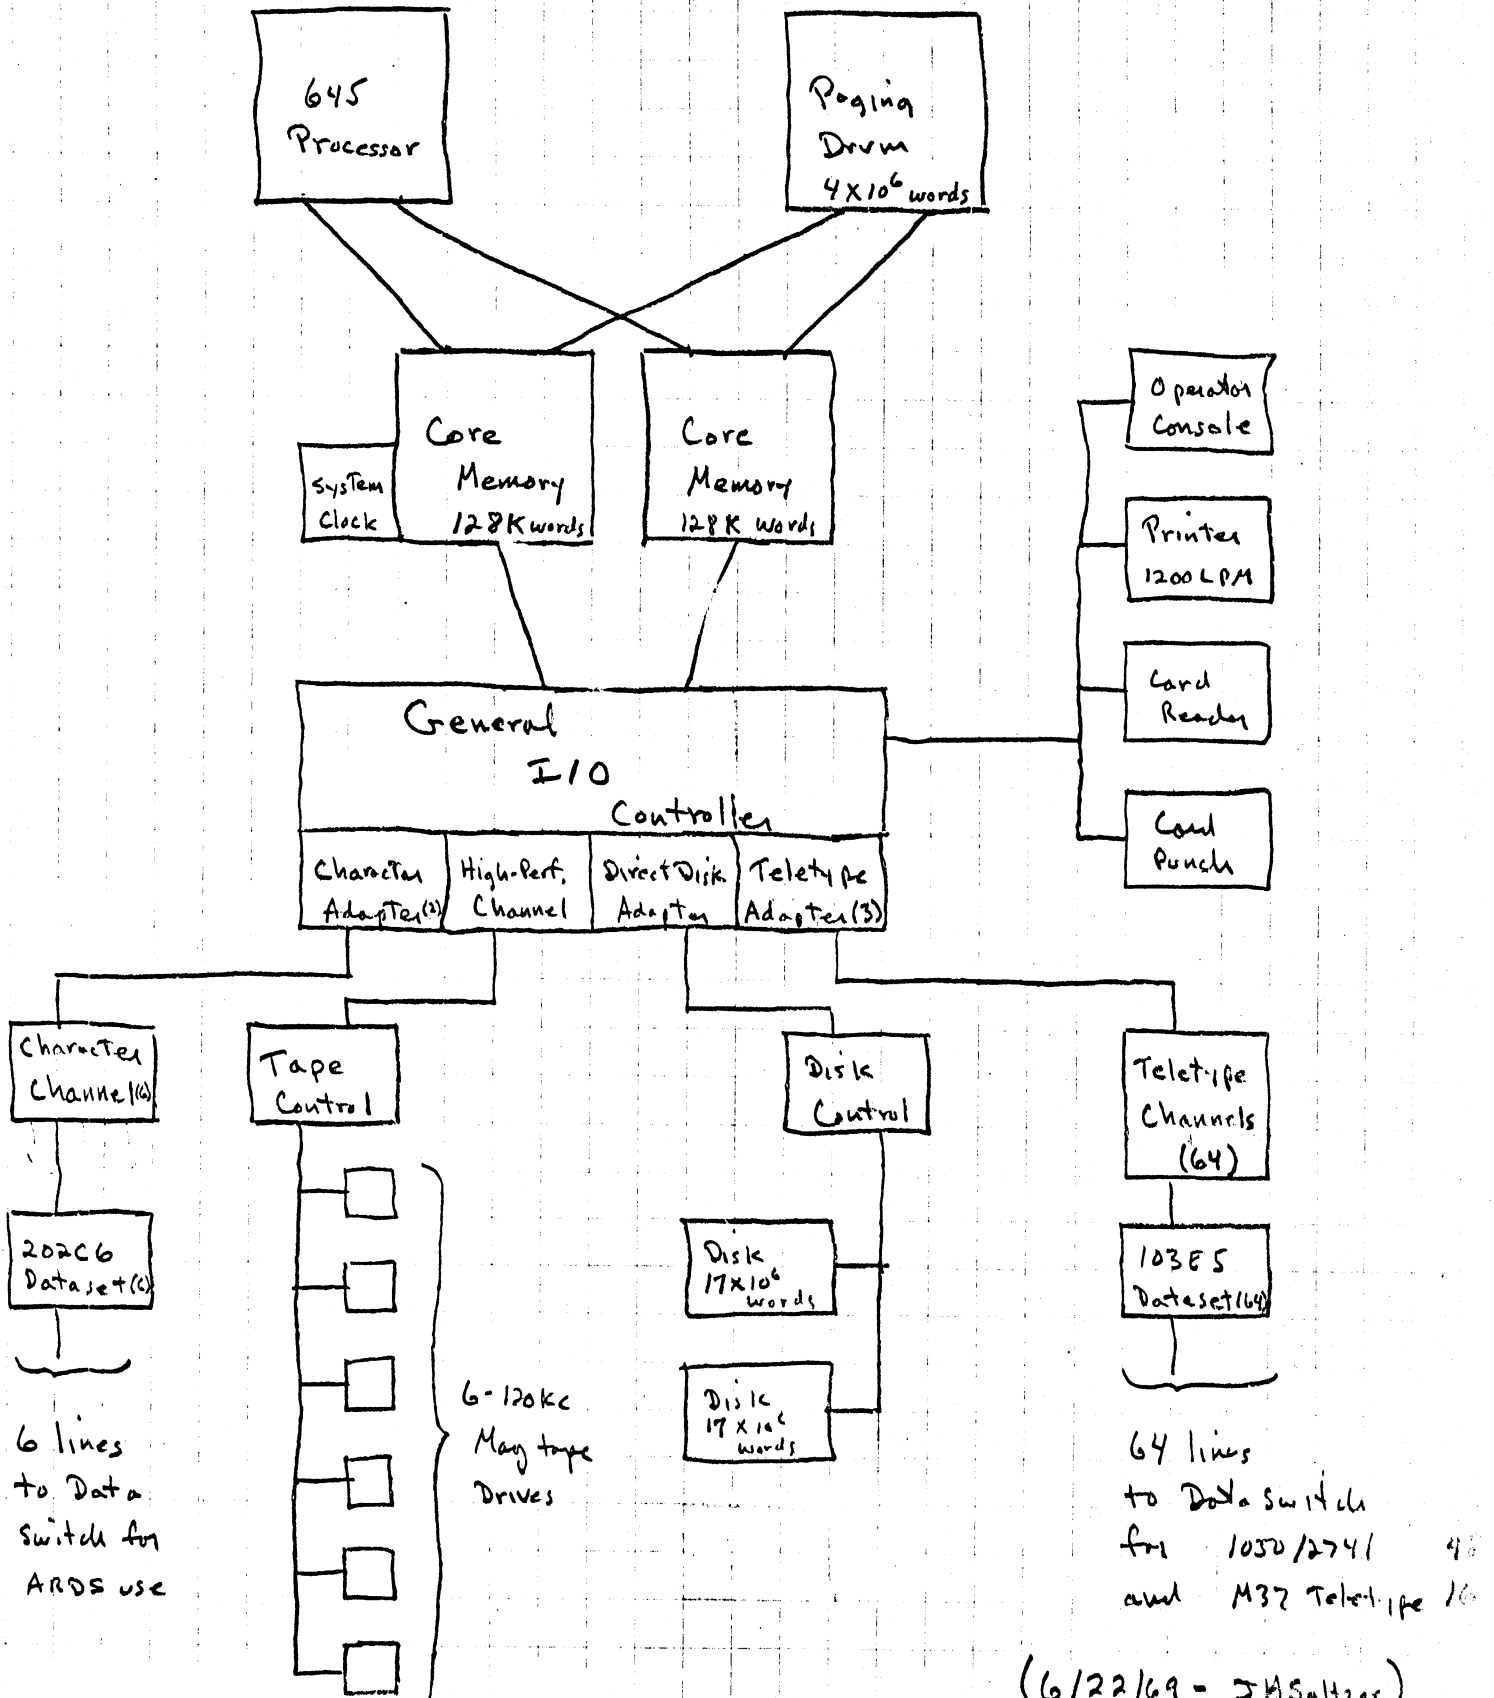 645
Processor
Paging
Drum
4 X 10⁶ words
System
Clock
Core
Memory
128K words
Core
Memory
128K words
Operator
Console
Printer
1200 LPM
Card
Reader
Card
Punch
General
I/O
Controller
Character
Adapter (2)
High-Perf.
Channel
Direct Disk
Adapter
Teletype
Adapter (3)
Character
Channel (6)
Tape
Control
Disk
Control
Teletype
Channels
(64)
202C6
Dataset (6)
Disk
17 X 10⁶
words
Disk
17 X 10⁶
words
103E5
Dataset (64)
6 - 120KC
Mag tape
Drives
6 lines
to Data
Switch for
ARDS use
64 lines
to Data Switch
for 1050/2741
and M37 Teletype
(6/22/69 - JHSaltzer)